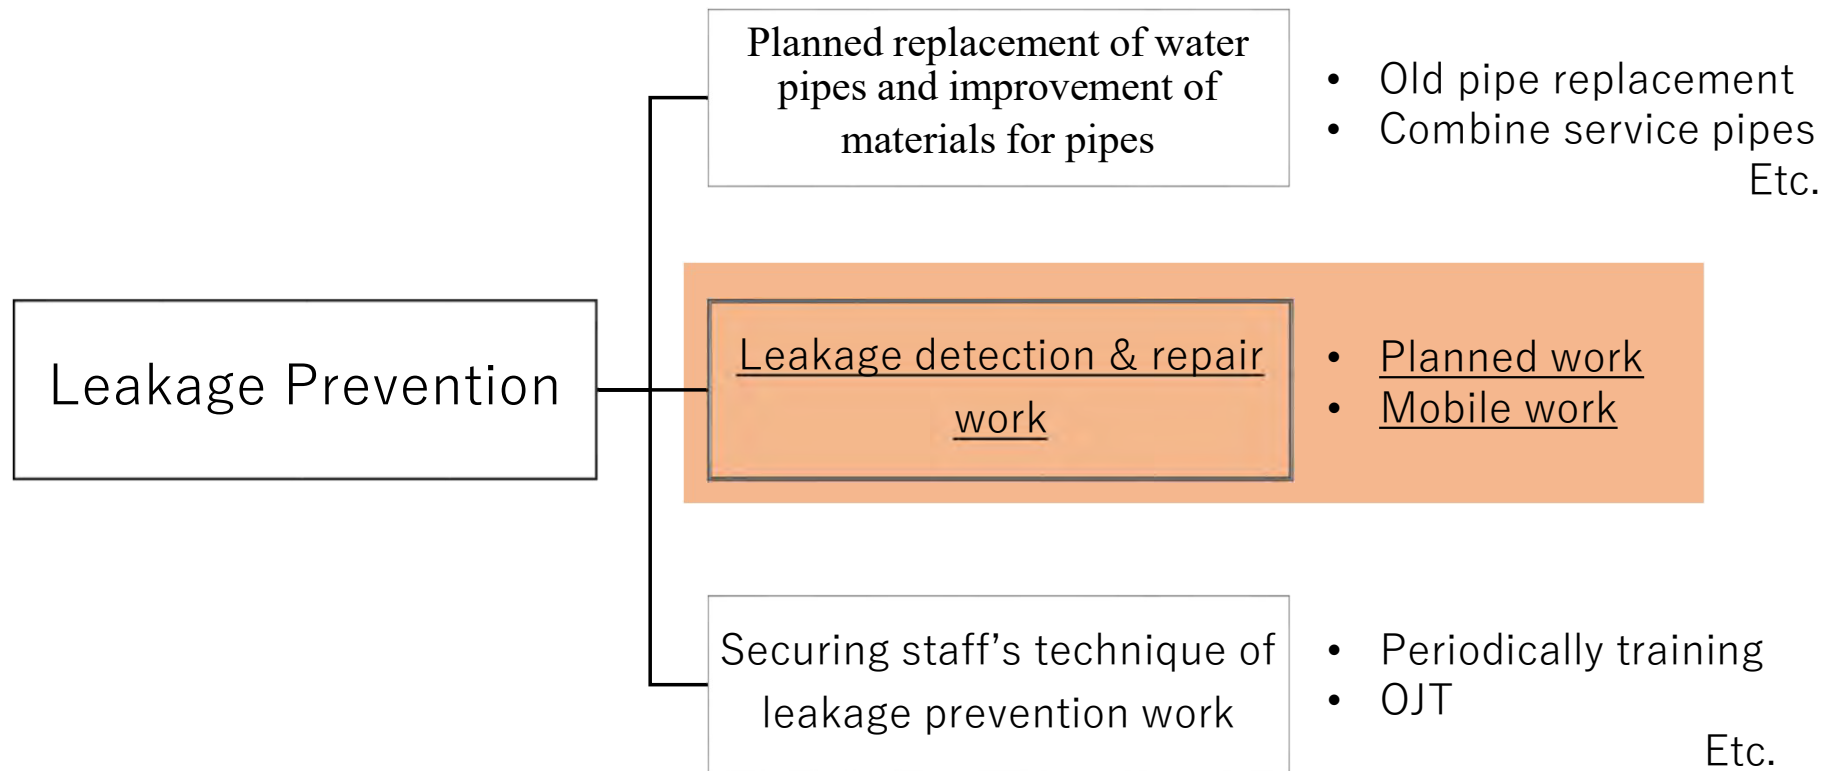 Planned replacement of water
pipes and improvement of
materials for pipes
• Old pipe replacement
• Combine service pipes
Etc.
Leakage Prevention
Leakage detection & repair
work
• Planned work
• Mobile work
Securing staff’s technique of
leakage prevention work
• Periodically training
• OJT
Etc.